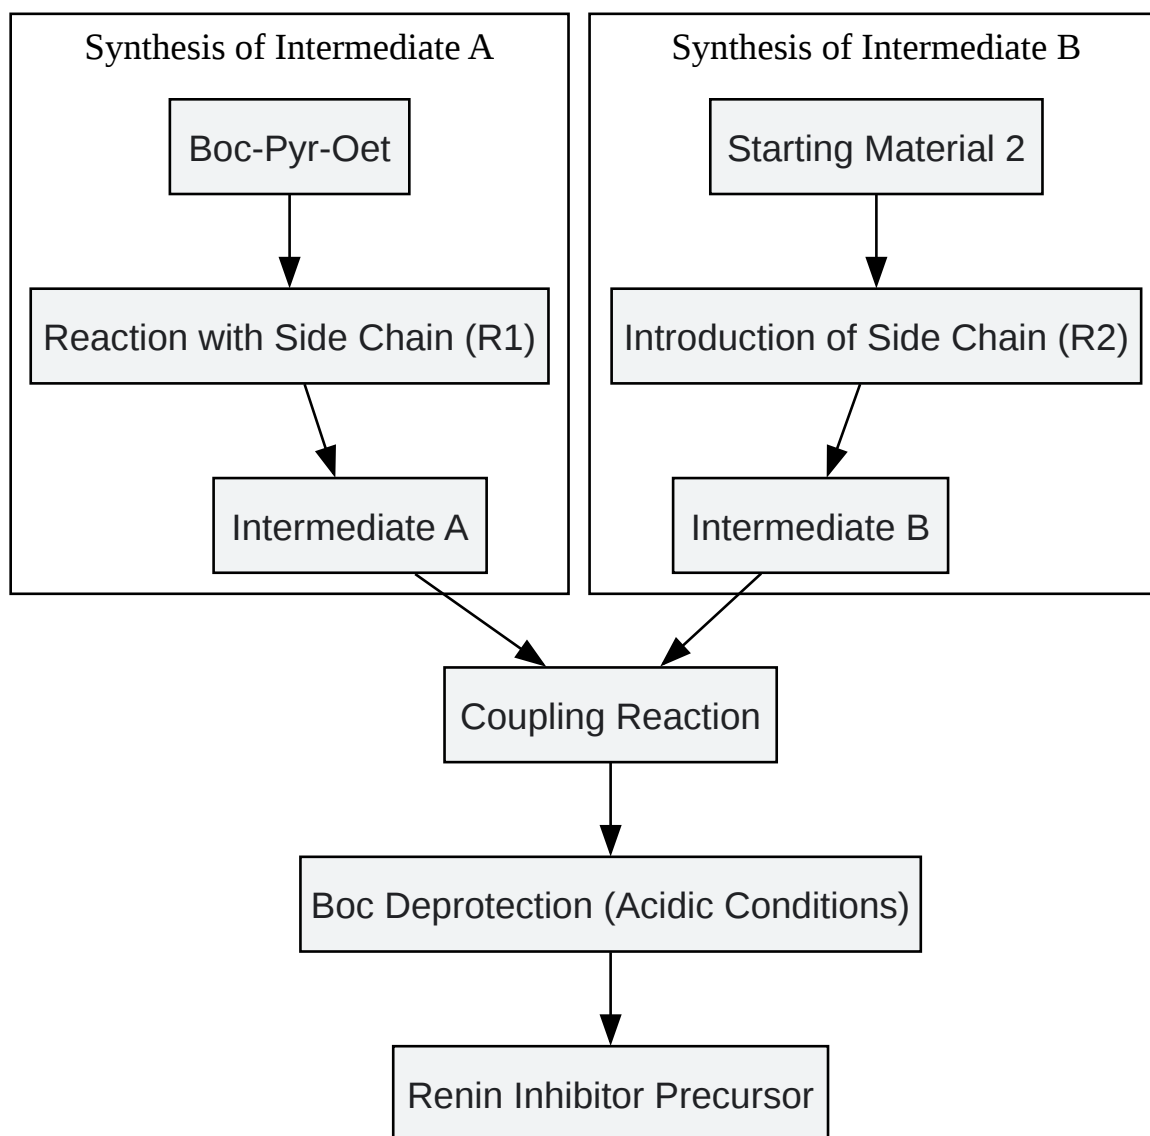 Synthesis of Intermediate A
Boc-Pyr-Oet
Reaction with Side Chain (R1)
Intermediate A
Synthesis of Intermediate B
Starting Material 2
Introduction of Side Chain (R2)
Intermediate B
Coupling Reaction
Boc Deprotection (Acidic Conditions)
Renin Inhibitor Precursor